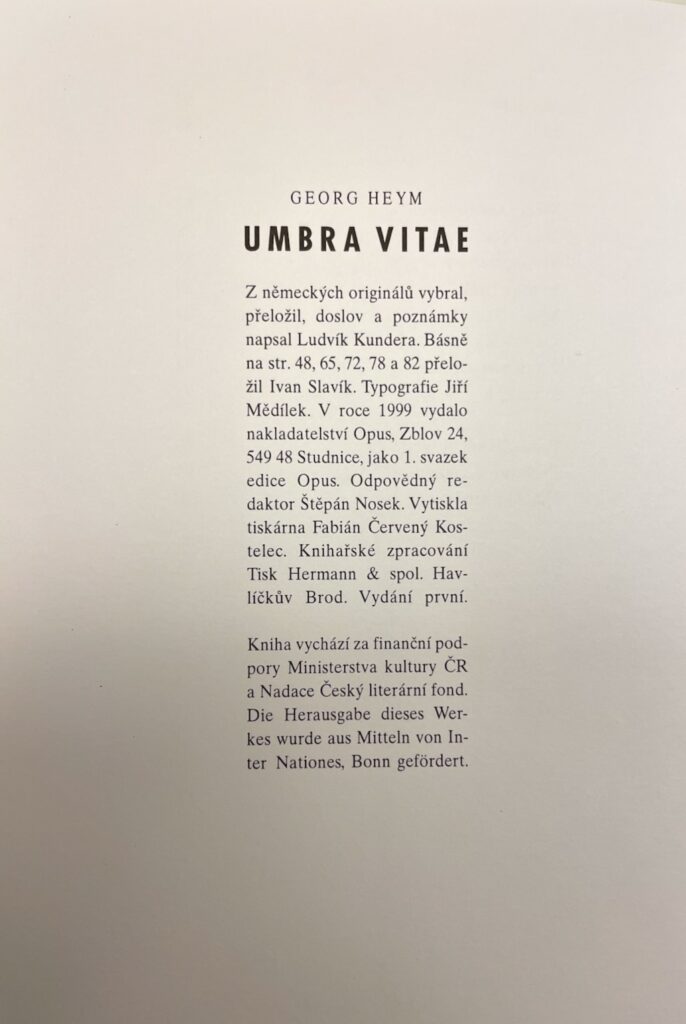 GEORG HEYM
UMBRA VITAE
Z německých originálů vybral,
přeložil, doslov a poznámky
napsal Ludvík Kundera. Básně
na str. 48, 65, 72, 78 a 82 přelo-
žil Ivan Slavík. Typografie Jiří
Mědílek. V roce 1999 vydalo
nakladatelství Opus, Zblov 24,
549 48 Studnice, jako 1. svazek
edice Opus. Odpovědný re-
daktor Štěpán Nosek. Vytiskla
tiskárna Fabián Červený Kos-
telec. Knihařské zpracování
Tisk Hermann & spol. Hav-
líčkův Brod. Vydání první.
Kniha vychází za finanční pod-
pory Ministerstva kultury ČR
a Nadace Český literární fond.
Die Herausgabe dieses Wer-
kes wurde aus Mitteln von In-
ter Nationes, Bonn gefördert.